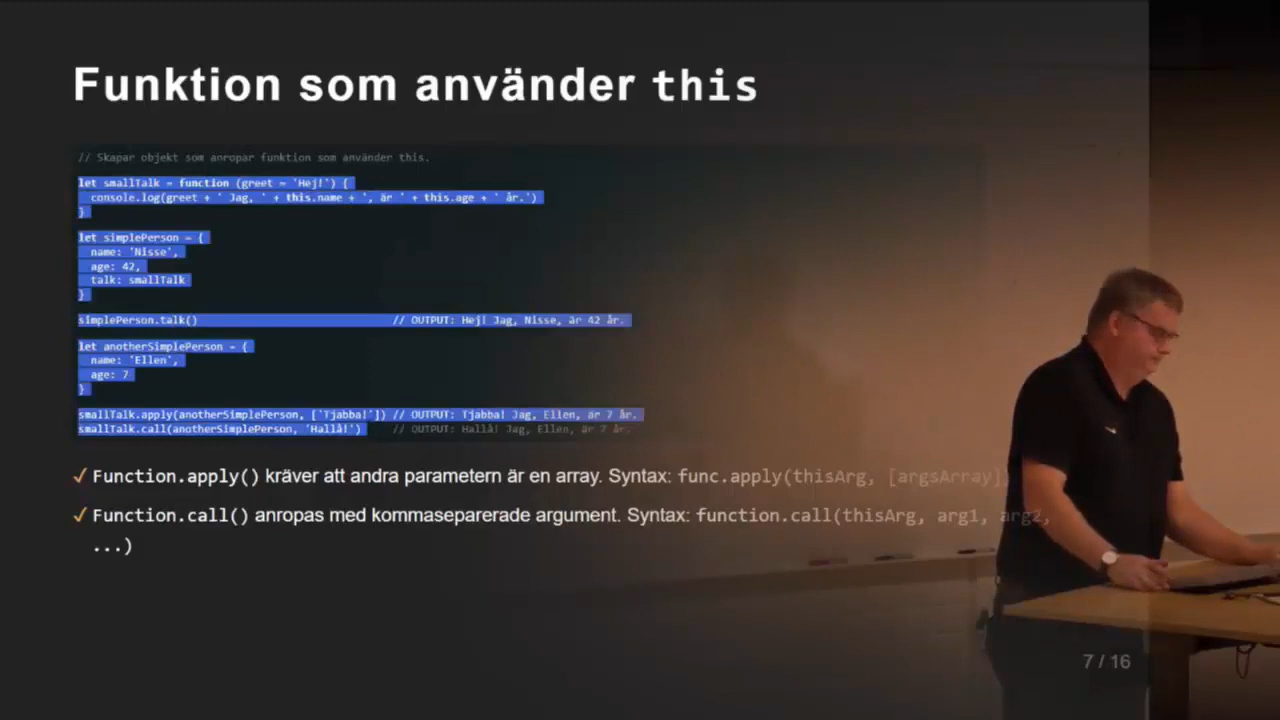 Funktion som använder this
// Skapar objekt som anropar funktion som använder this.
let smallTalk = function (greet = 'Hej!') {
console.log(greet + ' Jag, ' + this.name + ', är ' + this.age + ' år.')
}
let simplePerson = {
name: 'Nisse',
age: 42,
talk: smallTalk
}
simplePerson.talk() // OUTPUT: Hej! Jag, Nisse, är 42 år.
let anotherSimplePerson = {
name: 'Ellen',
age: 7
}
smallTalk.apply(anotherSimplePerson, ['Tjabba!']) // OUTPUT: Tjabba! Jag, Ellen, är 7 år.
smallTalk.call(anotherSimplePerson, 'Hallå!') // OUTPUT: Hallå! Jag, Ellen, är 7 år.
✓ Function.apply() kräver att andra parametern är en array. Syntax: func.apply(thisArg, [argsArray])
✓ Function.call() anropas med kommaseparerade argument. Syntax: function.call(thisArg, arg1, arg2,
...)
7 / 16